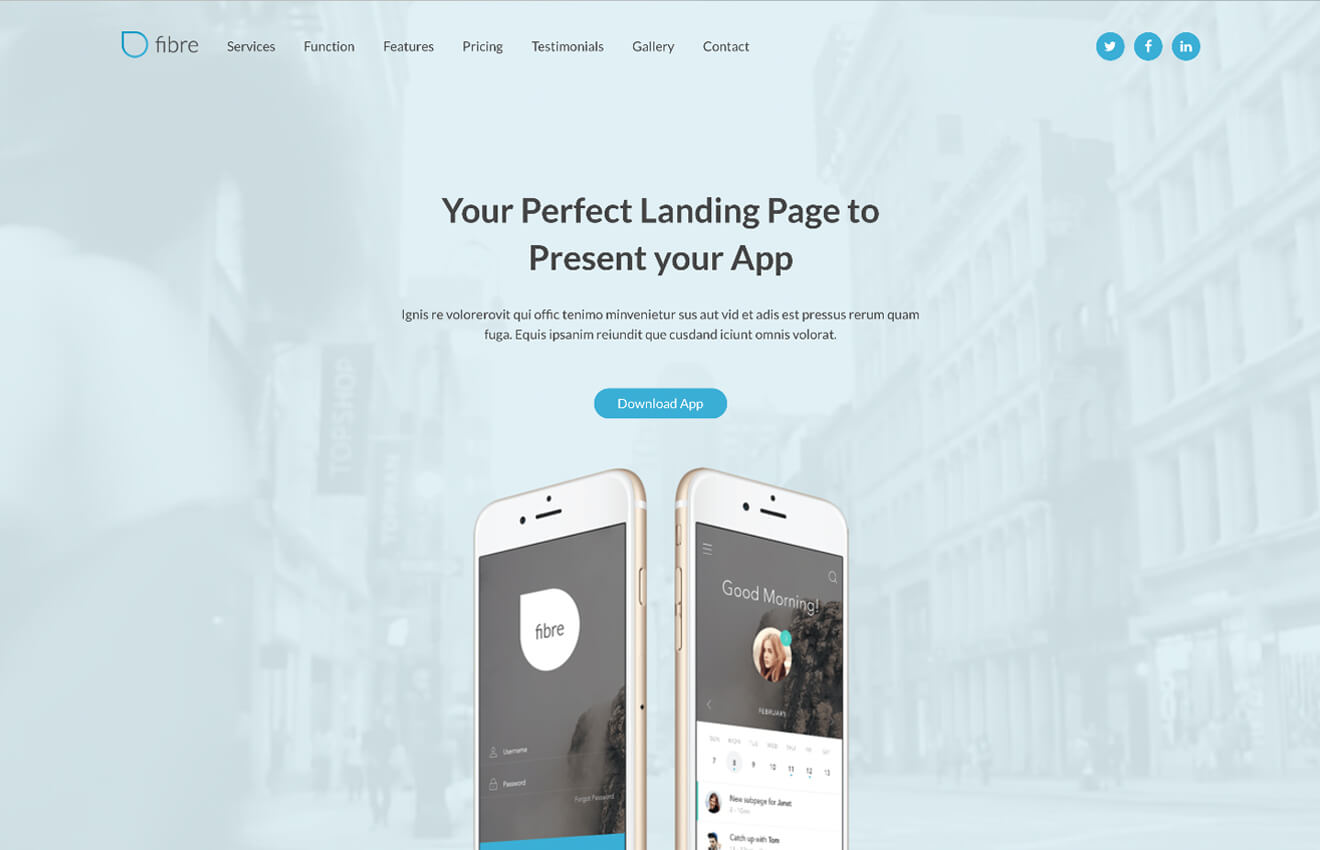 fibre
Services Function Features Pricing Testimonials Gallery Contact
Your Perfect Landing Page to
Present your App
Ignis re volorerovit qui offic tenimo minvenietur sus aut vid et adis est pressus rerum quam
fuga. Equis ipsanim reiundit que cusdand iciunt omnis volorat.
Download App
TOPSHOP
TOPMAN
fibre
Username
Password
Forgot Password
Good Morning!
FEBRUARY
SUN MON TUE WED THU FRI SAT
7 8 9 10 11 12 13
New subpage for Janet
8 - 10am
Catch up with Tom